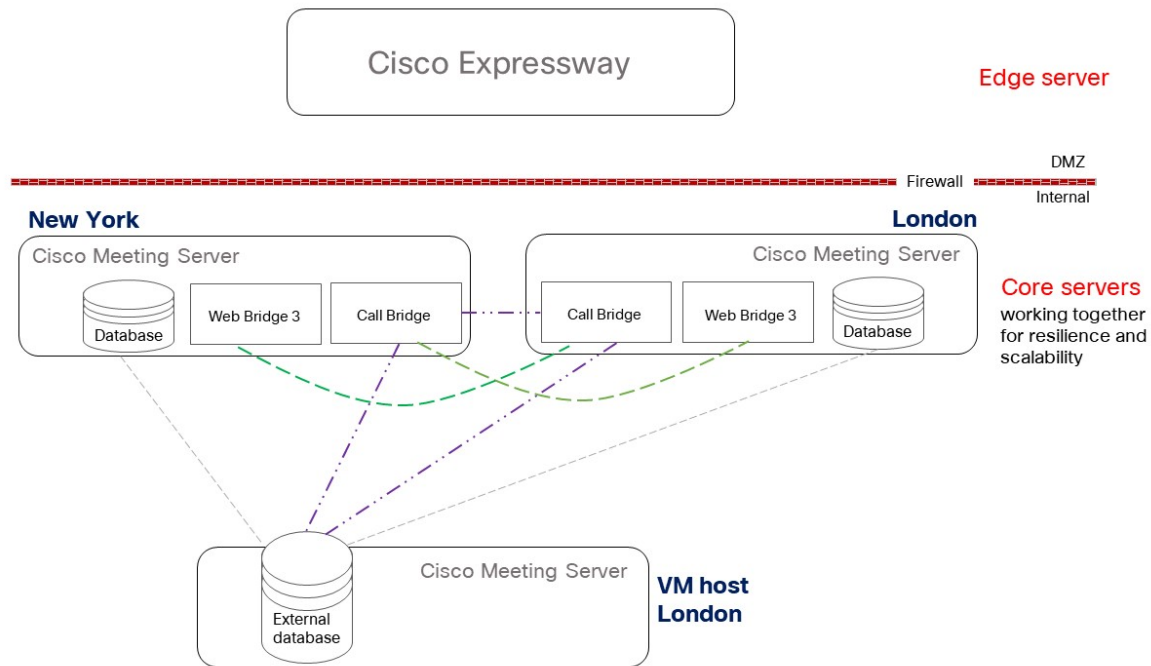 Cisco Expressway
Edge server
DMZ
Firewall
Internal
New York
London
Cisco Meeting Server
Cisco Meeting Server
Database
Web Bridge 3
Call Bridge
Call Bridge
Web Bridge 3
Database
Core servers
working together
for resilience and
scalability
Cisco Meeting Server
VM host
London
External
database